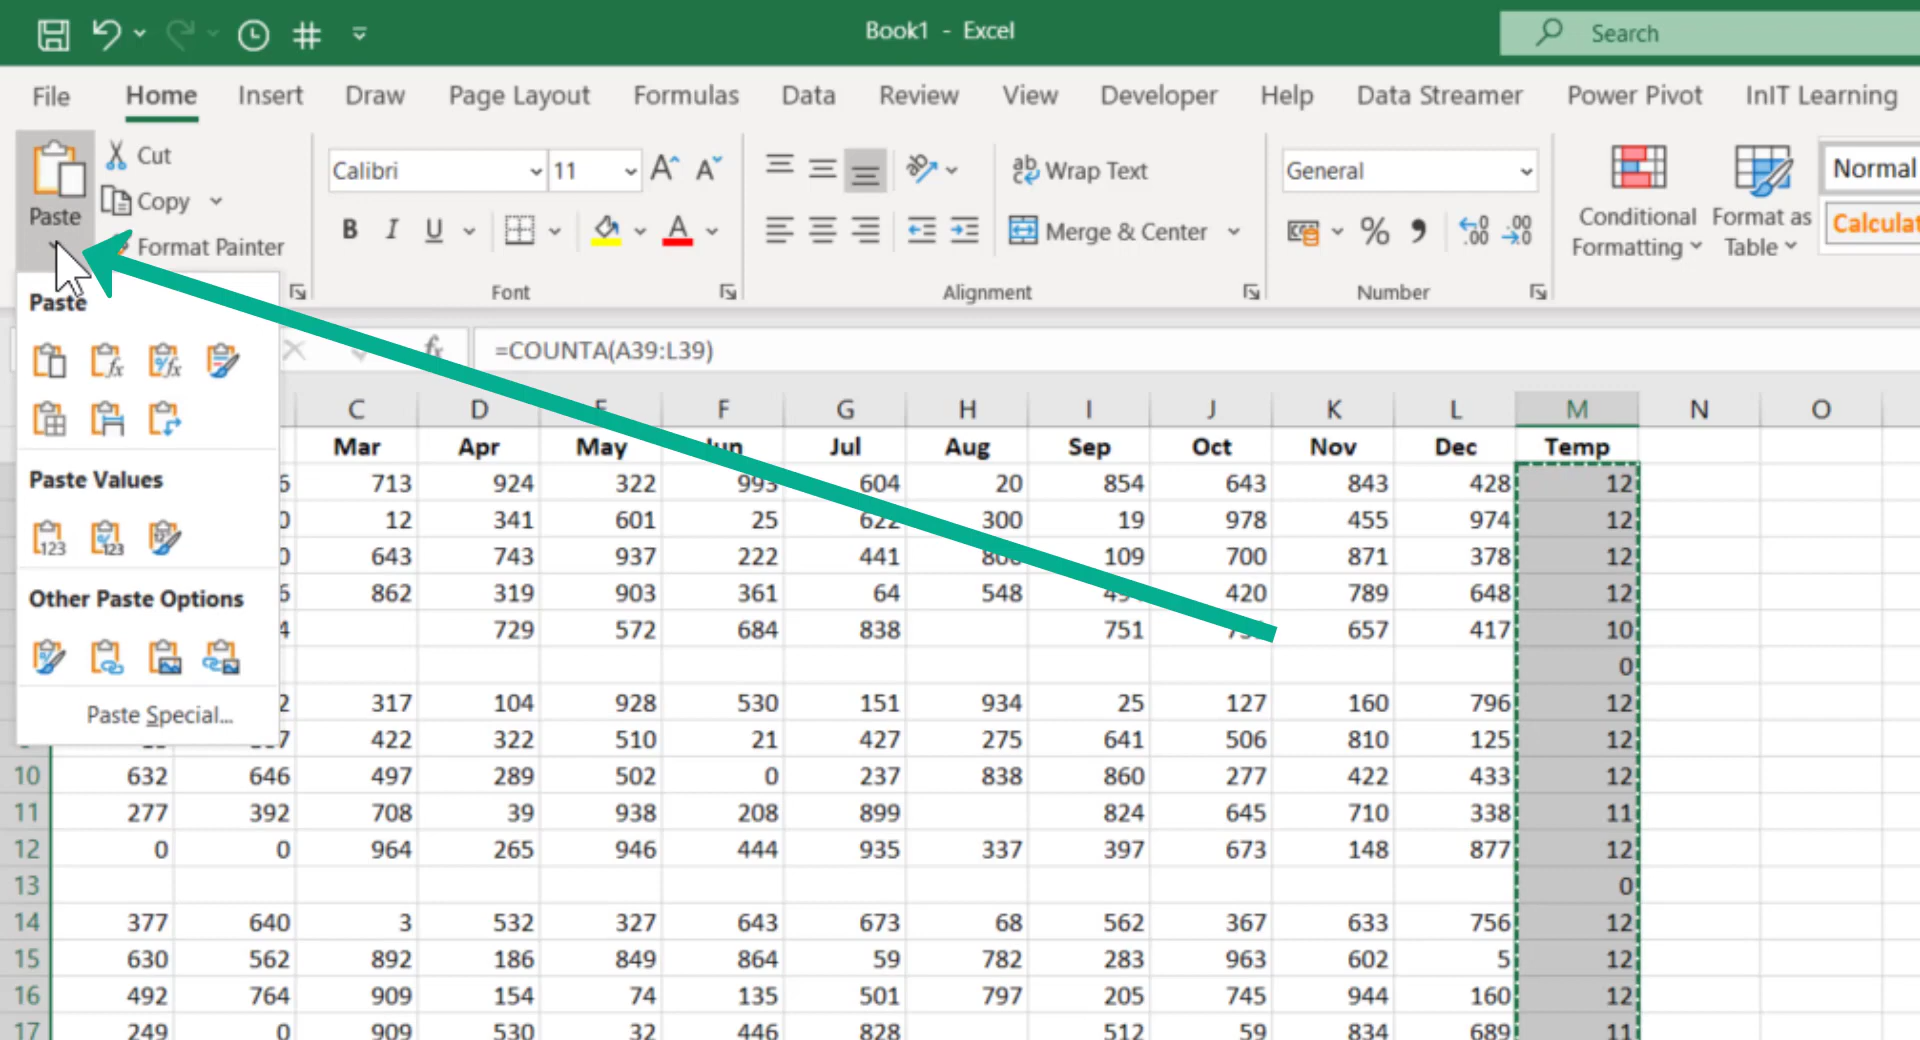 Book1 - Excel
Search
File Home Insert Draw Page Layout Formulas Data Review View Developer Help Data Streamer Power Pivot InIT Learning
Paste
Cut
Copy
Format Painter
Calibri 11
B I U
Font
Wrap Text
Merge & Center
Alignment
General
Number
Conditional Formatting
Format as Table
Normal
Paste
Paste Values
Other Paste Options
Paste Special...
fx =COUNTA(A39:L39)
C D E F G H I J K L M N O
Mar Apr May Jun Jul Aug Sep Oct Nov Dec Temp
713 924 322 993 604 20 854 643 843 428 12
12 341 601 25 622 300 19 978 455 974 12
643 743 937 222 441 109 700 871 378 12
862 319 903 361 64 548 420 789 648 12
729 572 684 838 751 657 417 10
0
317 104 928 530 151 934 25 127 160 796 12
422 322 510 21 427 275 641 506 810 125 12
10 632 646 497 289 502 0 237 838 860 277 422 433 12
11 277 392 708 39 938 208 899 824 645 710 338 11
12 0 0 964 265 946 444 935 337 397 673 148 877 12
13 0
14 377 640 3 532 327 643 673 68 562 367 633 756 12
15 630 562 892 186 849 864 59 782 283 963 602 5 12
16 492 764 909 154 74 135 501 797 205 745 944 160 12
17 249 0 909 530 32 446 828 512 59 834 689 11